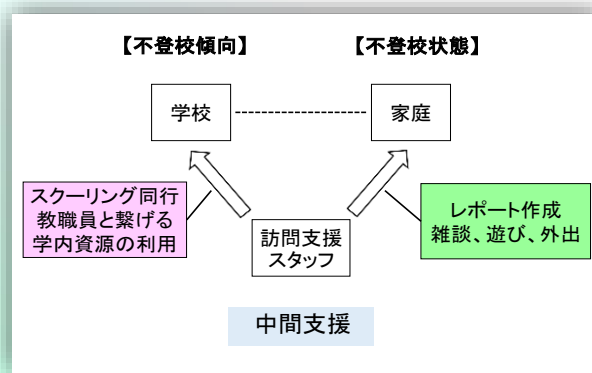 【不登校傾向】
【不登校状態】
学校
家庭
スクーリング同行
教職員と繋げる
学内資源の利用
訪問支援
スタッフ
レポート作成
雑談、遊び、外出
中間支援